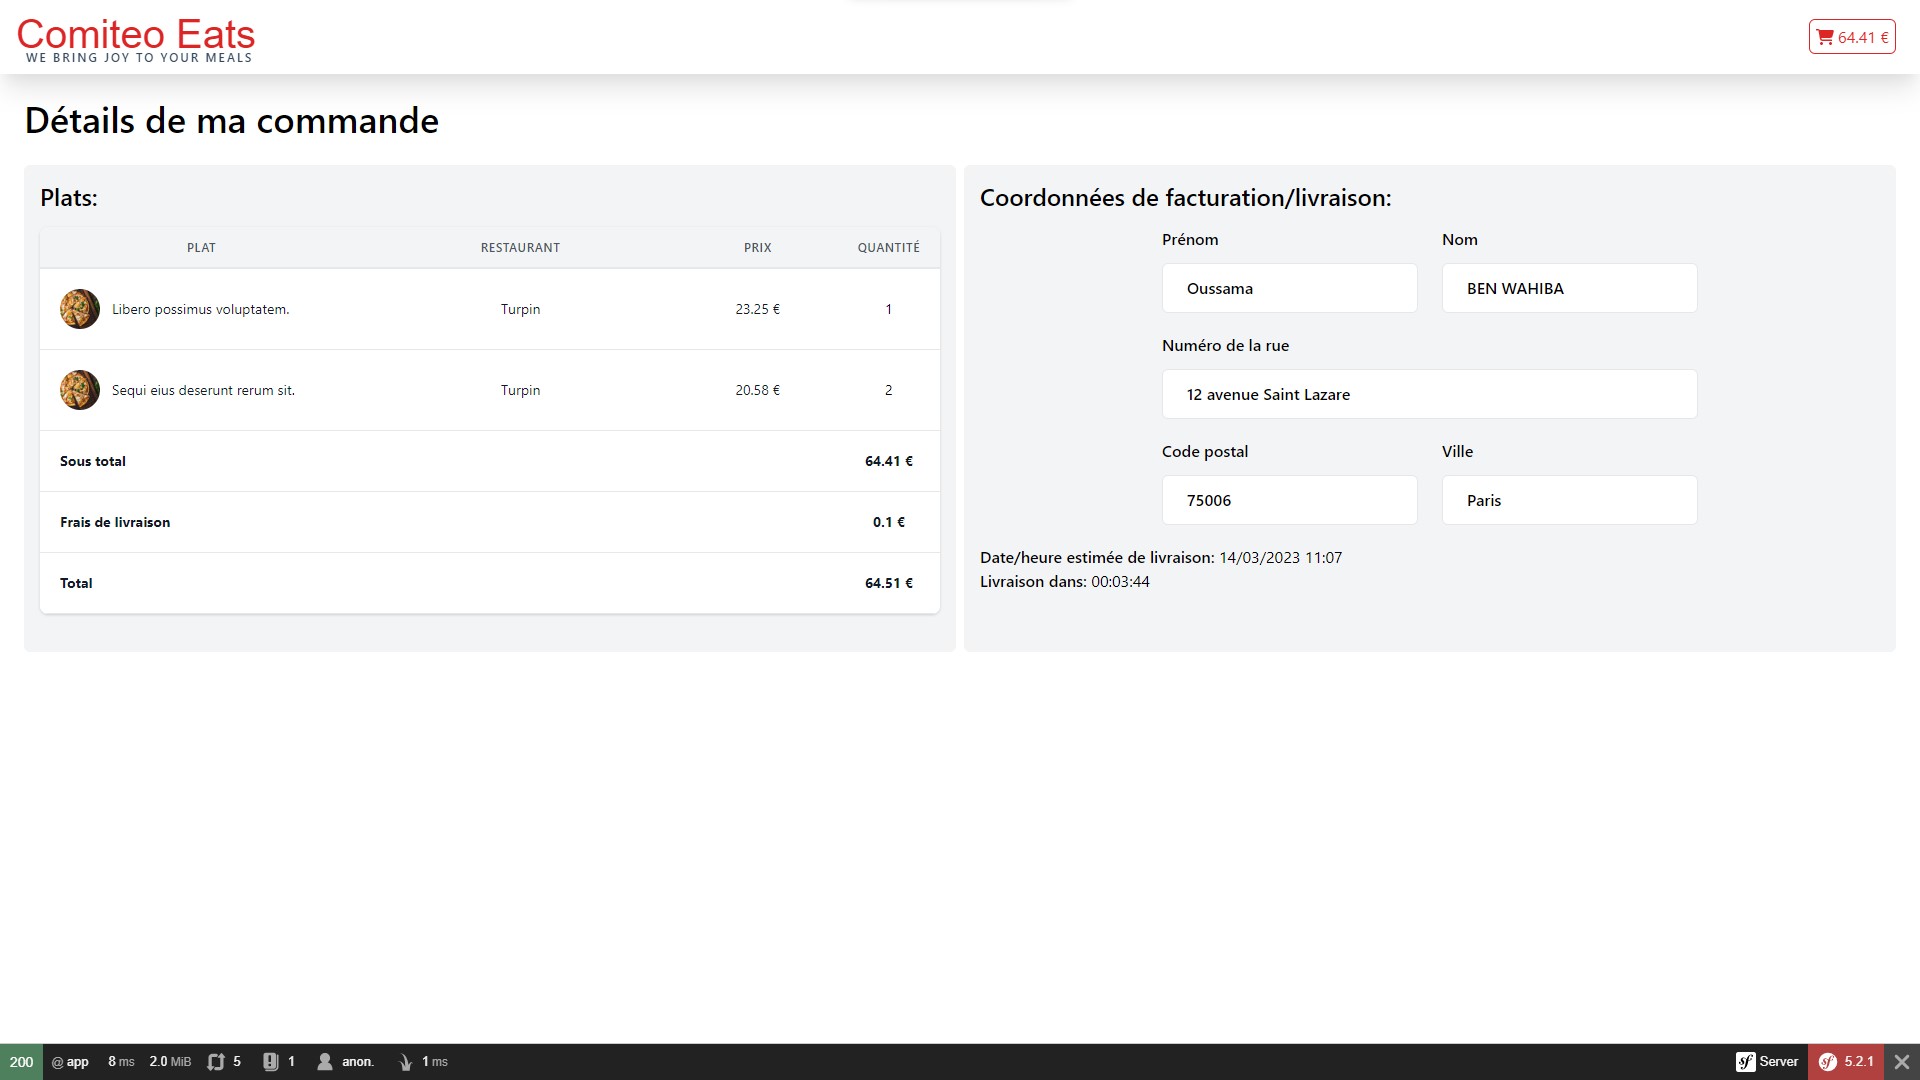 Comiteo Eats
WE BRING JOY TO YOUR MEALS
64.41 €
Détails de ma commande
Plats:
PLAT RESTAURANT PRIX QUANTITÉ
Libero possimus voluptatem. Turpin 23.25 € 1
Sequi eius deserunt rerum sit. Turpin 20.58 € 2
Sous total 64.41 €
Frais de livraison 0.1 €
Total 64.51 €
Coordonnées de facturation/livraison:
Prénom Nom
Oussama BEN WAHIBA
Numéro de la rue
12 avenue Saint Lazare
Code postal Ville
75006 Paris
Date/heure estimée de livraison: 14/03/2023 11:07
Livraison dans: 00:03:44
200 @ app 8 ms 2.0 MiB 5 1 anon. 1 ms sf Server sf 5.2.1